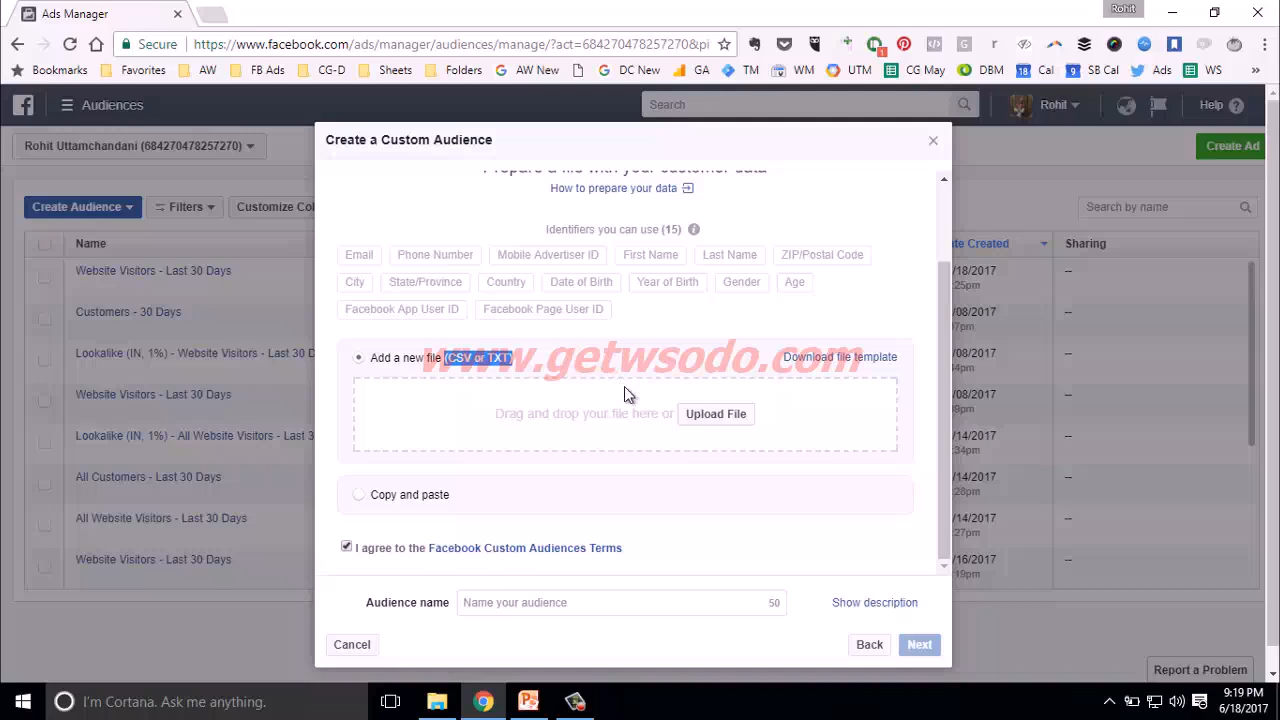 Ads Manager
Rohit
Secure https://www.facebook.com/ads/manager/audiences/manage/?act=684270478257270&pi
Bookmarks Favorites AW FB Ads CG-D Sheets Folders AW New DC New GA TM WM UTM CG May DBM Cal SB Cal Ads WS
Audiences Search Rohil Help
Rohit Uttamchandani (684270478257270) Create Ad
Create a Custom Audience
Prepare a file with your customer data
How to prepare your data
Create Audience Filters Customize Col Search by name
Identifiers you can use (15)
Name ate Created Sharing
Email Phone Number Mobile Advertiser ID First Name Last Name ZIP/Postal Code
Website Visitors - Last 30 Days /18/2017 --
:25pm
City State/Province Country Date of Birth Year of Birth Gender Age
Facebook App User ID Facebook Page User ID
Customers - 30 Days /08/2017 --
07pm
Lookalike (IN, 1%) - Website Visitors - Last 30 D /08/2017 --
:34pm
Add a new file (CSV or TXT) Download file template
www.getwsodo.com
Website Visitors - Last 30 Days /08/2017 --
:39pm
Drag and drop your file here or Upload File
Lookalike (IN, 1%) - All Website Visitors - Last 3 /14/2017 --
:34pm
All Customers - Last 30 Days /14/2017 --
:28pm
Copy and paste
All Website Visitors - Last 30 Days /14/2017 --
:27pm
I agree to the Facebook Custom Audiences Terms
Website Visitors - Last 30 Days /16/2017 --
:19pm
Audience name Name your audience 50 Show description
Cancel Back Next
Report a Problem
I'm Cortana. Ask me anything.
9:19 PM
6/18/2017